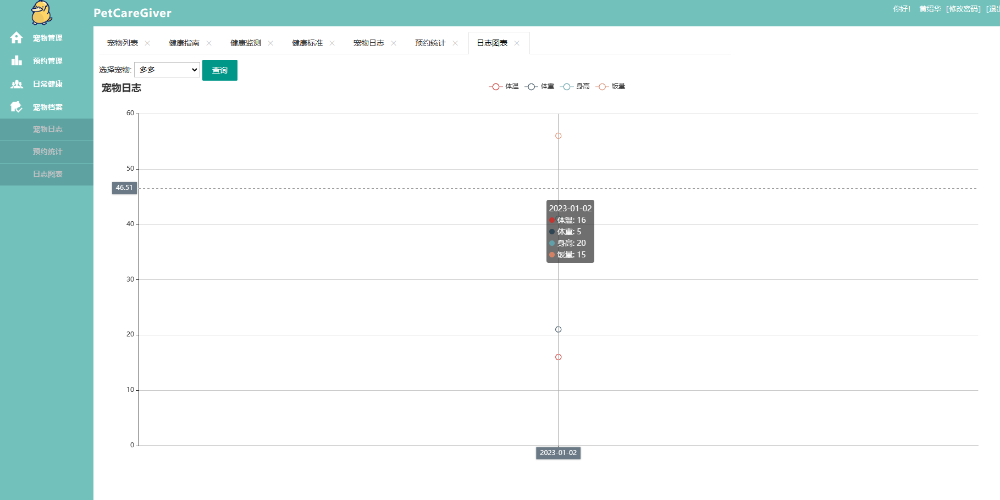 PetCareGiver
你好! 黄绍华 [修改密码] [退出
宠物管理
预约管理
日常健康
宠物档案
宠物日志
预约统计
日志图表
宠物列表 健康指南 健康监测 健康标准 宠物日志 预约统计 日志图表
选择宠物: 多多 查询
宠物日志
体温 体重 身高 饭量
60
50
46.51
40
30
20
10
0
2023-01-02
体温: 16
体重: 5
身高: 20
饭量: 15
2023-01-02